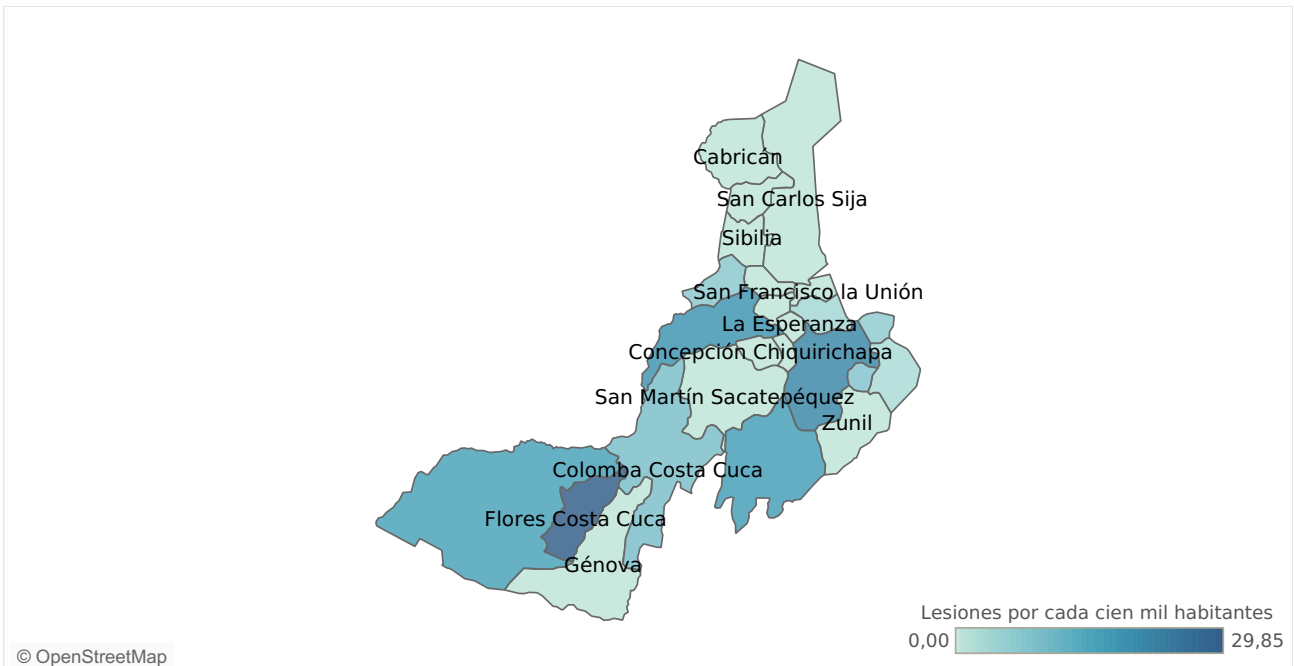 Cabricán
San Carlos Sija
Sibilia
San Francisco la Unión
La Esperanza
Concepción Chiquirichapa
San Martín Sacatepéquez
Zunil
Colomba Costa Cuca
Flores Costa Cuca
Génova
Lesiones por cada cien mil habitantes
0,00 29,85
© OpenStreetMap